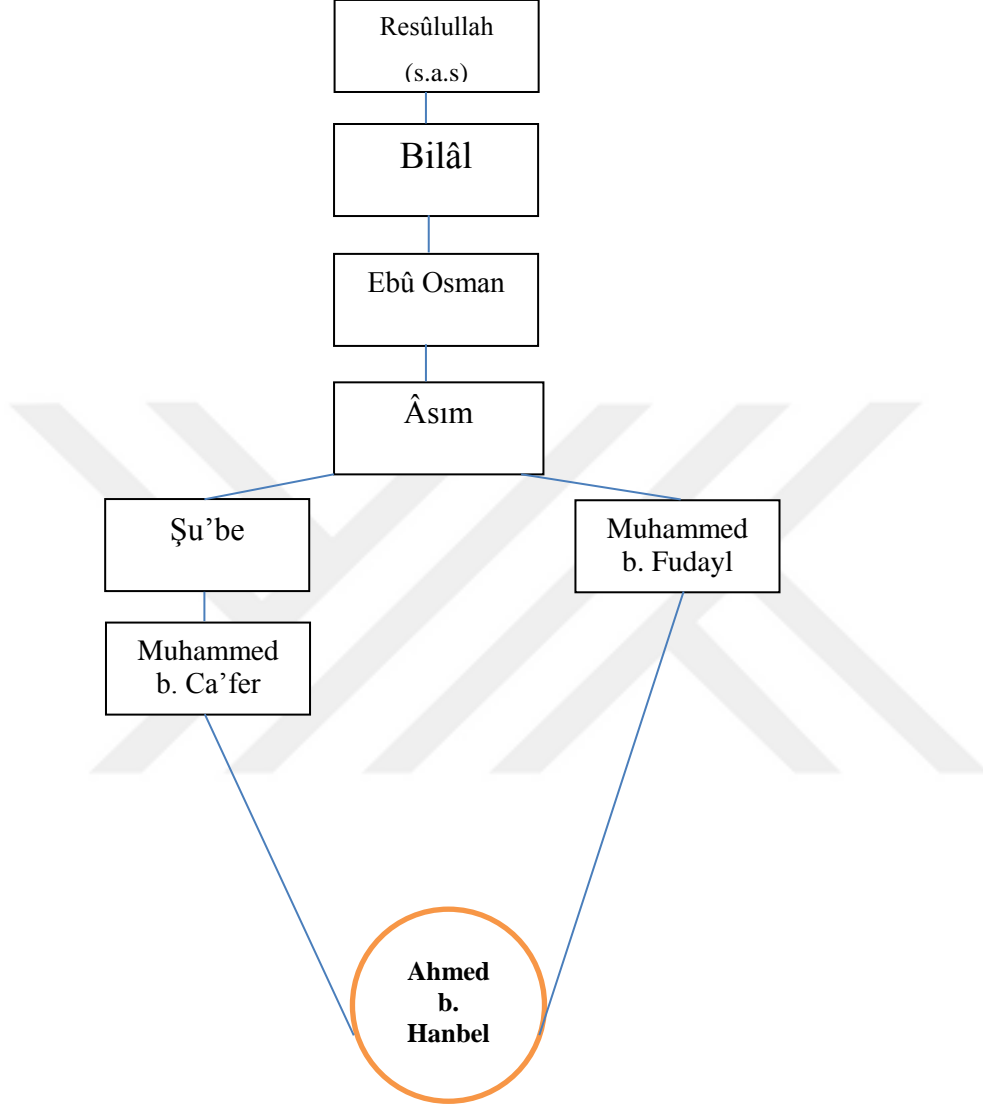 Resûlullah
(s.a.s)
Bilâl
Ebû Osman
Âsım
Şu’be
Muhammed
b. Fudayl
Muhammed
b. Ca’fer
Ahmed
b.
Hanbel